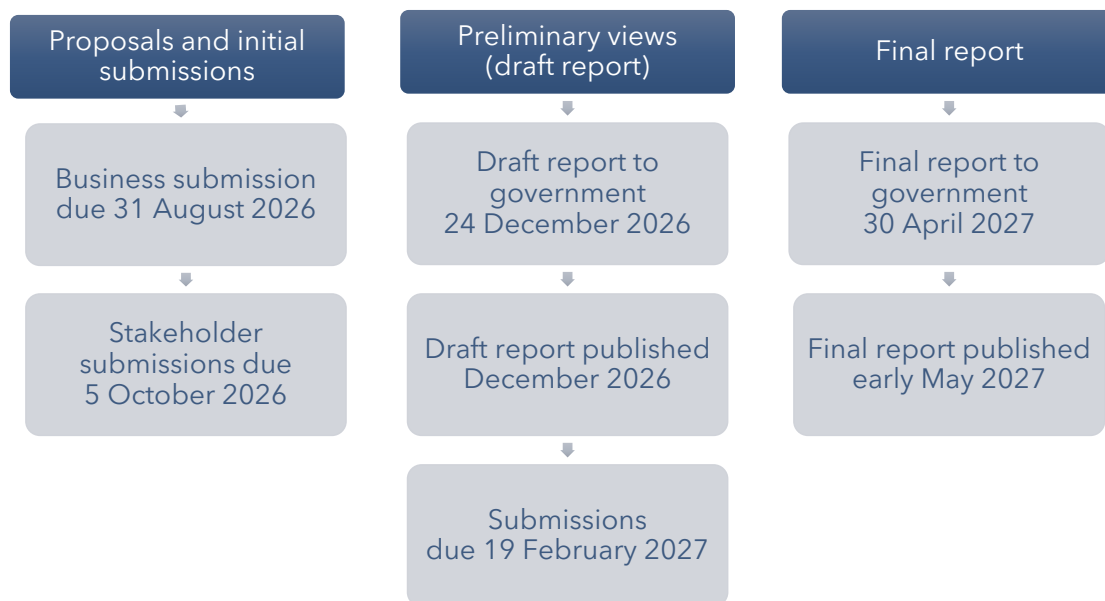 Proposals and initial
submissions
Business submission
due 31 August 2026
Stakeholder
submissions due
5 October 2026
Preliminary views
(draft report)
Draft report to
government
24 December 2026
Draft report published
December 2026
Submissions
due 19 February 2027
Final report
Final report to
government
30 April 2027
Final report published
early May 2027